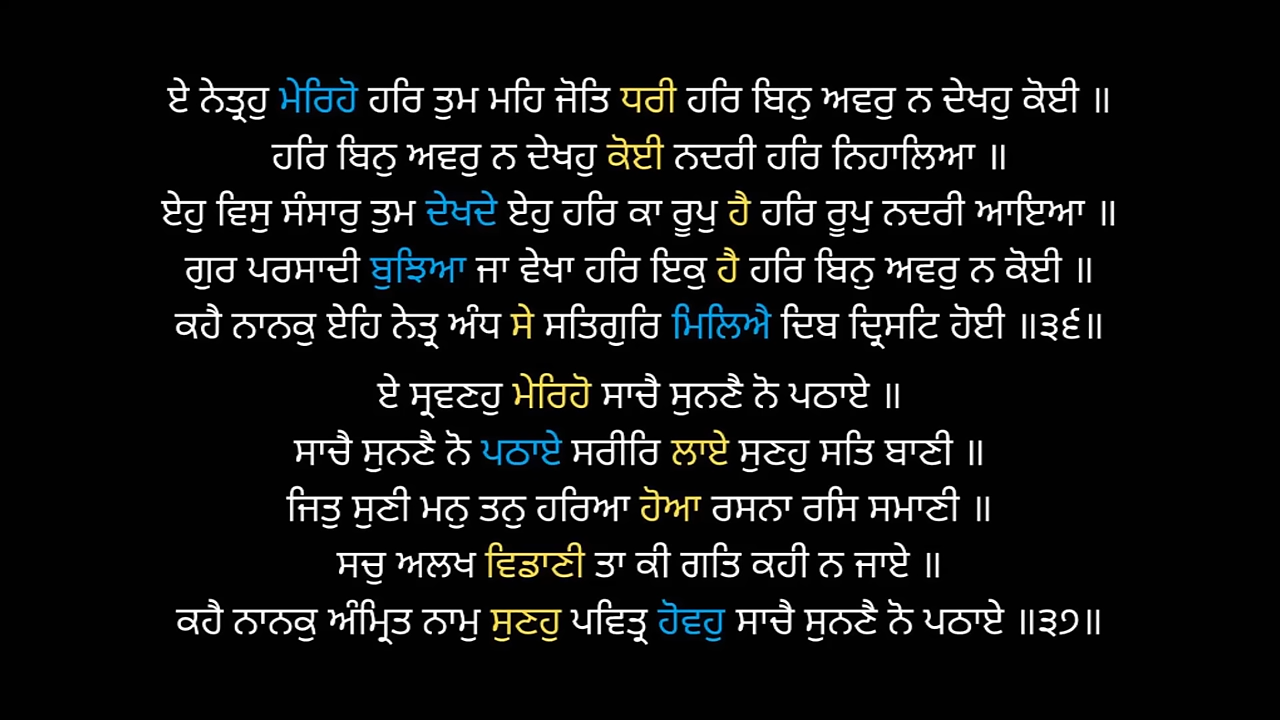 ਏ ਨੇਤ੍ਰਹੁ ਮੇਰਿਹੋ ਹਰਿ ਤੁਮ ਮਹਿ ਜੋਤਿ ਧਰੀ ਹਰਿ ਬਿਨੁ ਅਵਰੁ ਨ ਦੇਖਹੁ ਕੋਈ ॥
ਹਰਿ ਬਿਨੁ ਅਵਰੁ ਨ ਦੇਖਹੁ ਕੋਈ ਨਦਰੀ ਹਰਿ ਨਿਹਾਲਿਆ ॥
ਏਹੁ ਵਿਸੁ ਸੰਸਾਰੁ ਤੁਮ ਦੇਖਦੇ ਏਹੁ ਹਰਿ ਕਾ ਰੂਪੁ ਹੈ ਹਰਿ ਰੂਪੁ ਨਦਰੀ ਆਇਆ ॥
ਗੁਰ ਪਰਸਾਦੀ ਬੁਝਿਆ ਜਾ ਵੇਖਾ ਹਰਿ ਇਕੁ ਹੈ ਹਰਿ ਬਿਨੁ ਅਵਰੁ ਨ ਕੋਈ ॥
ਕਹੈ ਨਾਨਕੁ ਏਹਿ ਨੇਤ੍ਰ ਅੰਧ ਸੇ ਸਤਿਗੁਰਿ ਮਿਲਿਐ ਦਿਬ ਦ੍ਰਿਸਟਿ ਹੋਈ ॥੩੬॥
ਏ ਸ੍ਰਵਣਹੁ ਮੇਰਿਹੋ ਸਾਚੈ ਸੁਨਣੈ ਨੋ ਪਠਾਏ ॥
ਸਾਚੈ ਸੁਨਣੈ ਨੋ ਪਠਾਏ ਸਰੀਰਿ ਲਾਏ ਸੁਣਹੁ ਸਤਿ ਬਾਣੀ ॥
ਜਿਤੁ ਸੁਣੀ ਮਨੁ ਤਨੁ ਹਰਿਆ ਹੋਆ ਰਸਨਾ ਰਸਿ ਸਮਾਣੀ ॥
ਸਚੁ ਅਲਖ ਵਿਡਾਣੀ ਤਾ ਕੀ ਗਤਿ ਕਹੀ ਨ ਜਾਏ ॥
ਕਹੈ ਨਾਨਕੁ ਅੰਮ੍ਰਿਤ ਨਾਮੁ ਸੁਣਹੁ ਪਵਿਤ੍ਰ ਹੋਵਹੁ ਸਾਚੈ ਸੁਨਣੈ ਨੋ ਪਠਾਏ ॥੩੭॥